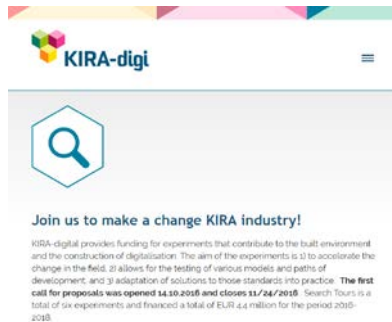 KIRA-digi
Join us to make a change KIRA industry!
KIRA-digital provides funding for experiments that contribute to the built environment
and the construction of digitalisation. The aim of the experiments is 1) to accelerate the
change in the field, 2) allows for the testing of various models and paths of
development, and 3) adaptation of solutions to those standards into practice. The first
call for proposals was opened 14.10.2016 and closes 11/24/2016 . Search Tours is a
total of six experiments and financed a total of EUR 4.4 million for the period 2016-
2018.